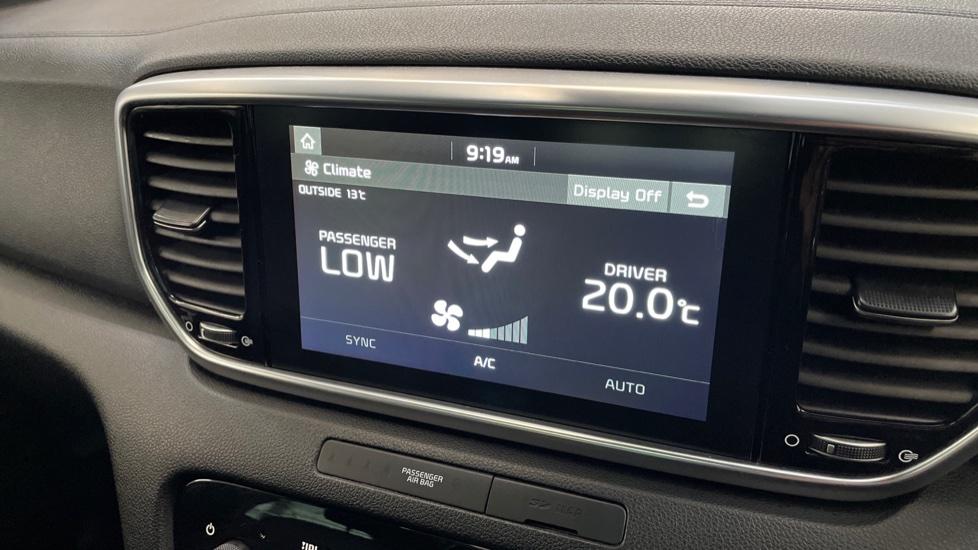 9:19AM
Climate
Display Off
OUTSIDE 13℃
PASSENGER
LOW
DRIVER
20.0℃
SYNC
A/C
AUTO
PASSENGER
AIR BAG